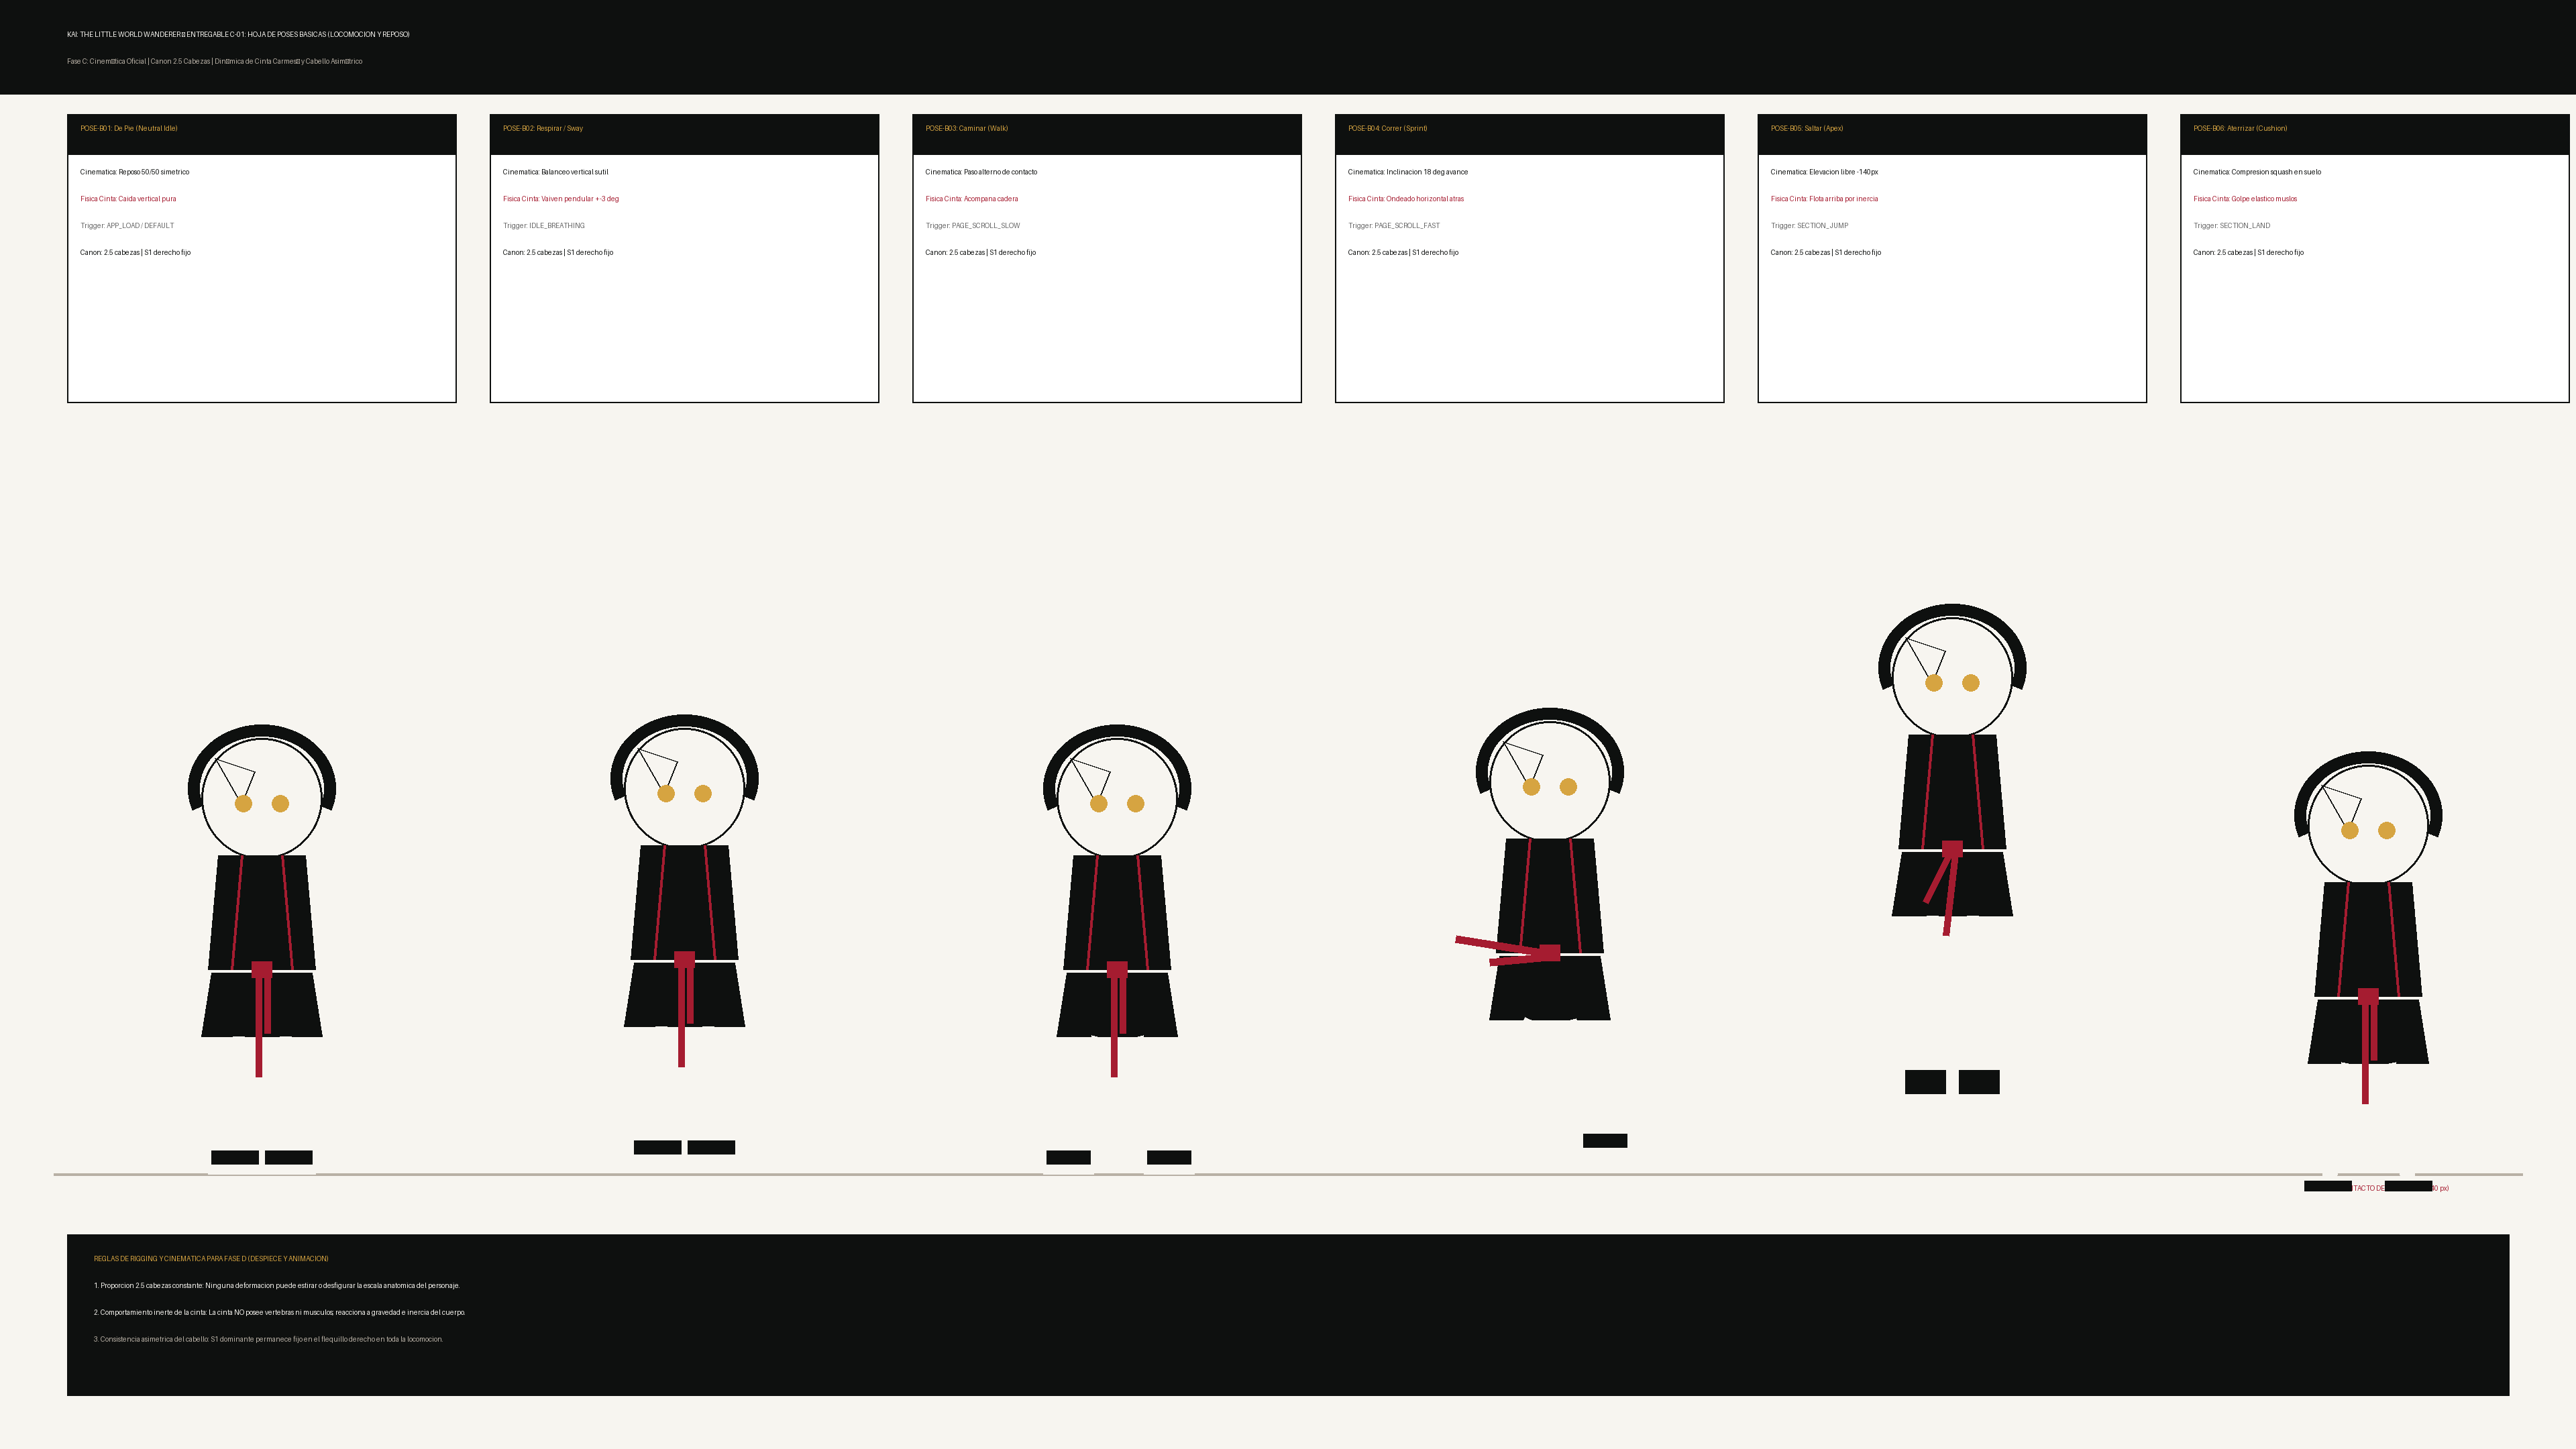 KAI: THE LITTLE WORLD WANDERER▯ ENTREGABLE C-01: HOJA DE POSES BASICAS (LOCOMOCION Y REPOSO)
Fase C: Cinem▯tica Oficial | Canon 2.5 Cabezas | Din▯mica de Cinta Carmes▯ y Cabello Asim▯trico
POSE-B01: De Pie (Neutral Idle)
Cinematica: Reposo 50/50 simetrico
Fisica Cinta: Caida vertical pura
Trigger: APP_LOAD / DEFAULT
Canon: 2.5 cabezas | S1 derecho fijo
POSE-B02: Respirar / Sway
Cinematica: Balanceo vertical sutil
Fisica Cinta: Vaiven pendular +-3 deg
Trigger: IDLE_BREATHING
Canon: 2.5 cabezas | S1 derecho fijo
POSE-B03: Caminar (Walk)
Cinematica: Paso alterno de contacto
Fisica Cinta: Acompana cadera
Trigger: PAGE_SCROLL_SLOW
Canon: 2.5 cabezas | S1 derecho fijo
POSE-B04: Correr (Sprint)
Cinematica: Inclinacion 18 deg avance
Fisica Cinta: Ondeado horizontal atras
Trigger: PAGE_SCROLL_FAST
Canon: 2.5 cabezas | S1 derecho fijo
POSE-B05: Saltar (Apex)
Cinematica: Elevacion libre -140px
Fisica Cinta: Flota arriba por inercia
Trigger: SECTION_JUMP
Canon: 2.5 cabezas | S1 derecho fijo
POSE-B06: Aterrizar (Cushion)
Cinematica: Compresion squash en suelo
Fisica Cinta: Golpe elastico muslos
Trigger: SECTION_LAND
Canon: 2.5 cabezas | S1 derecho fijo
TACTO DE px)
REGLAS DE RIGGING Y CINEMATICA PARA FASE D (DESPIECE Y ANIMACION)
1. Proporcion 2.5 cabezas constante: Ninguna deformacion puede estirar o desfigurar la escala anatomica del personaje.
2. Comportamiento inerte de la cinta: La cinta NO posee vertebras ni musculos; reacciona a gravedad e inercia del cuerpo.
3. Consistencia asimetrica del cabello: S1 dominante permanece fijo en el flequillo derecho en toda la locomocion.